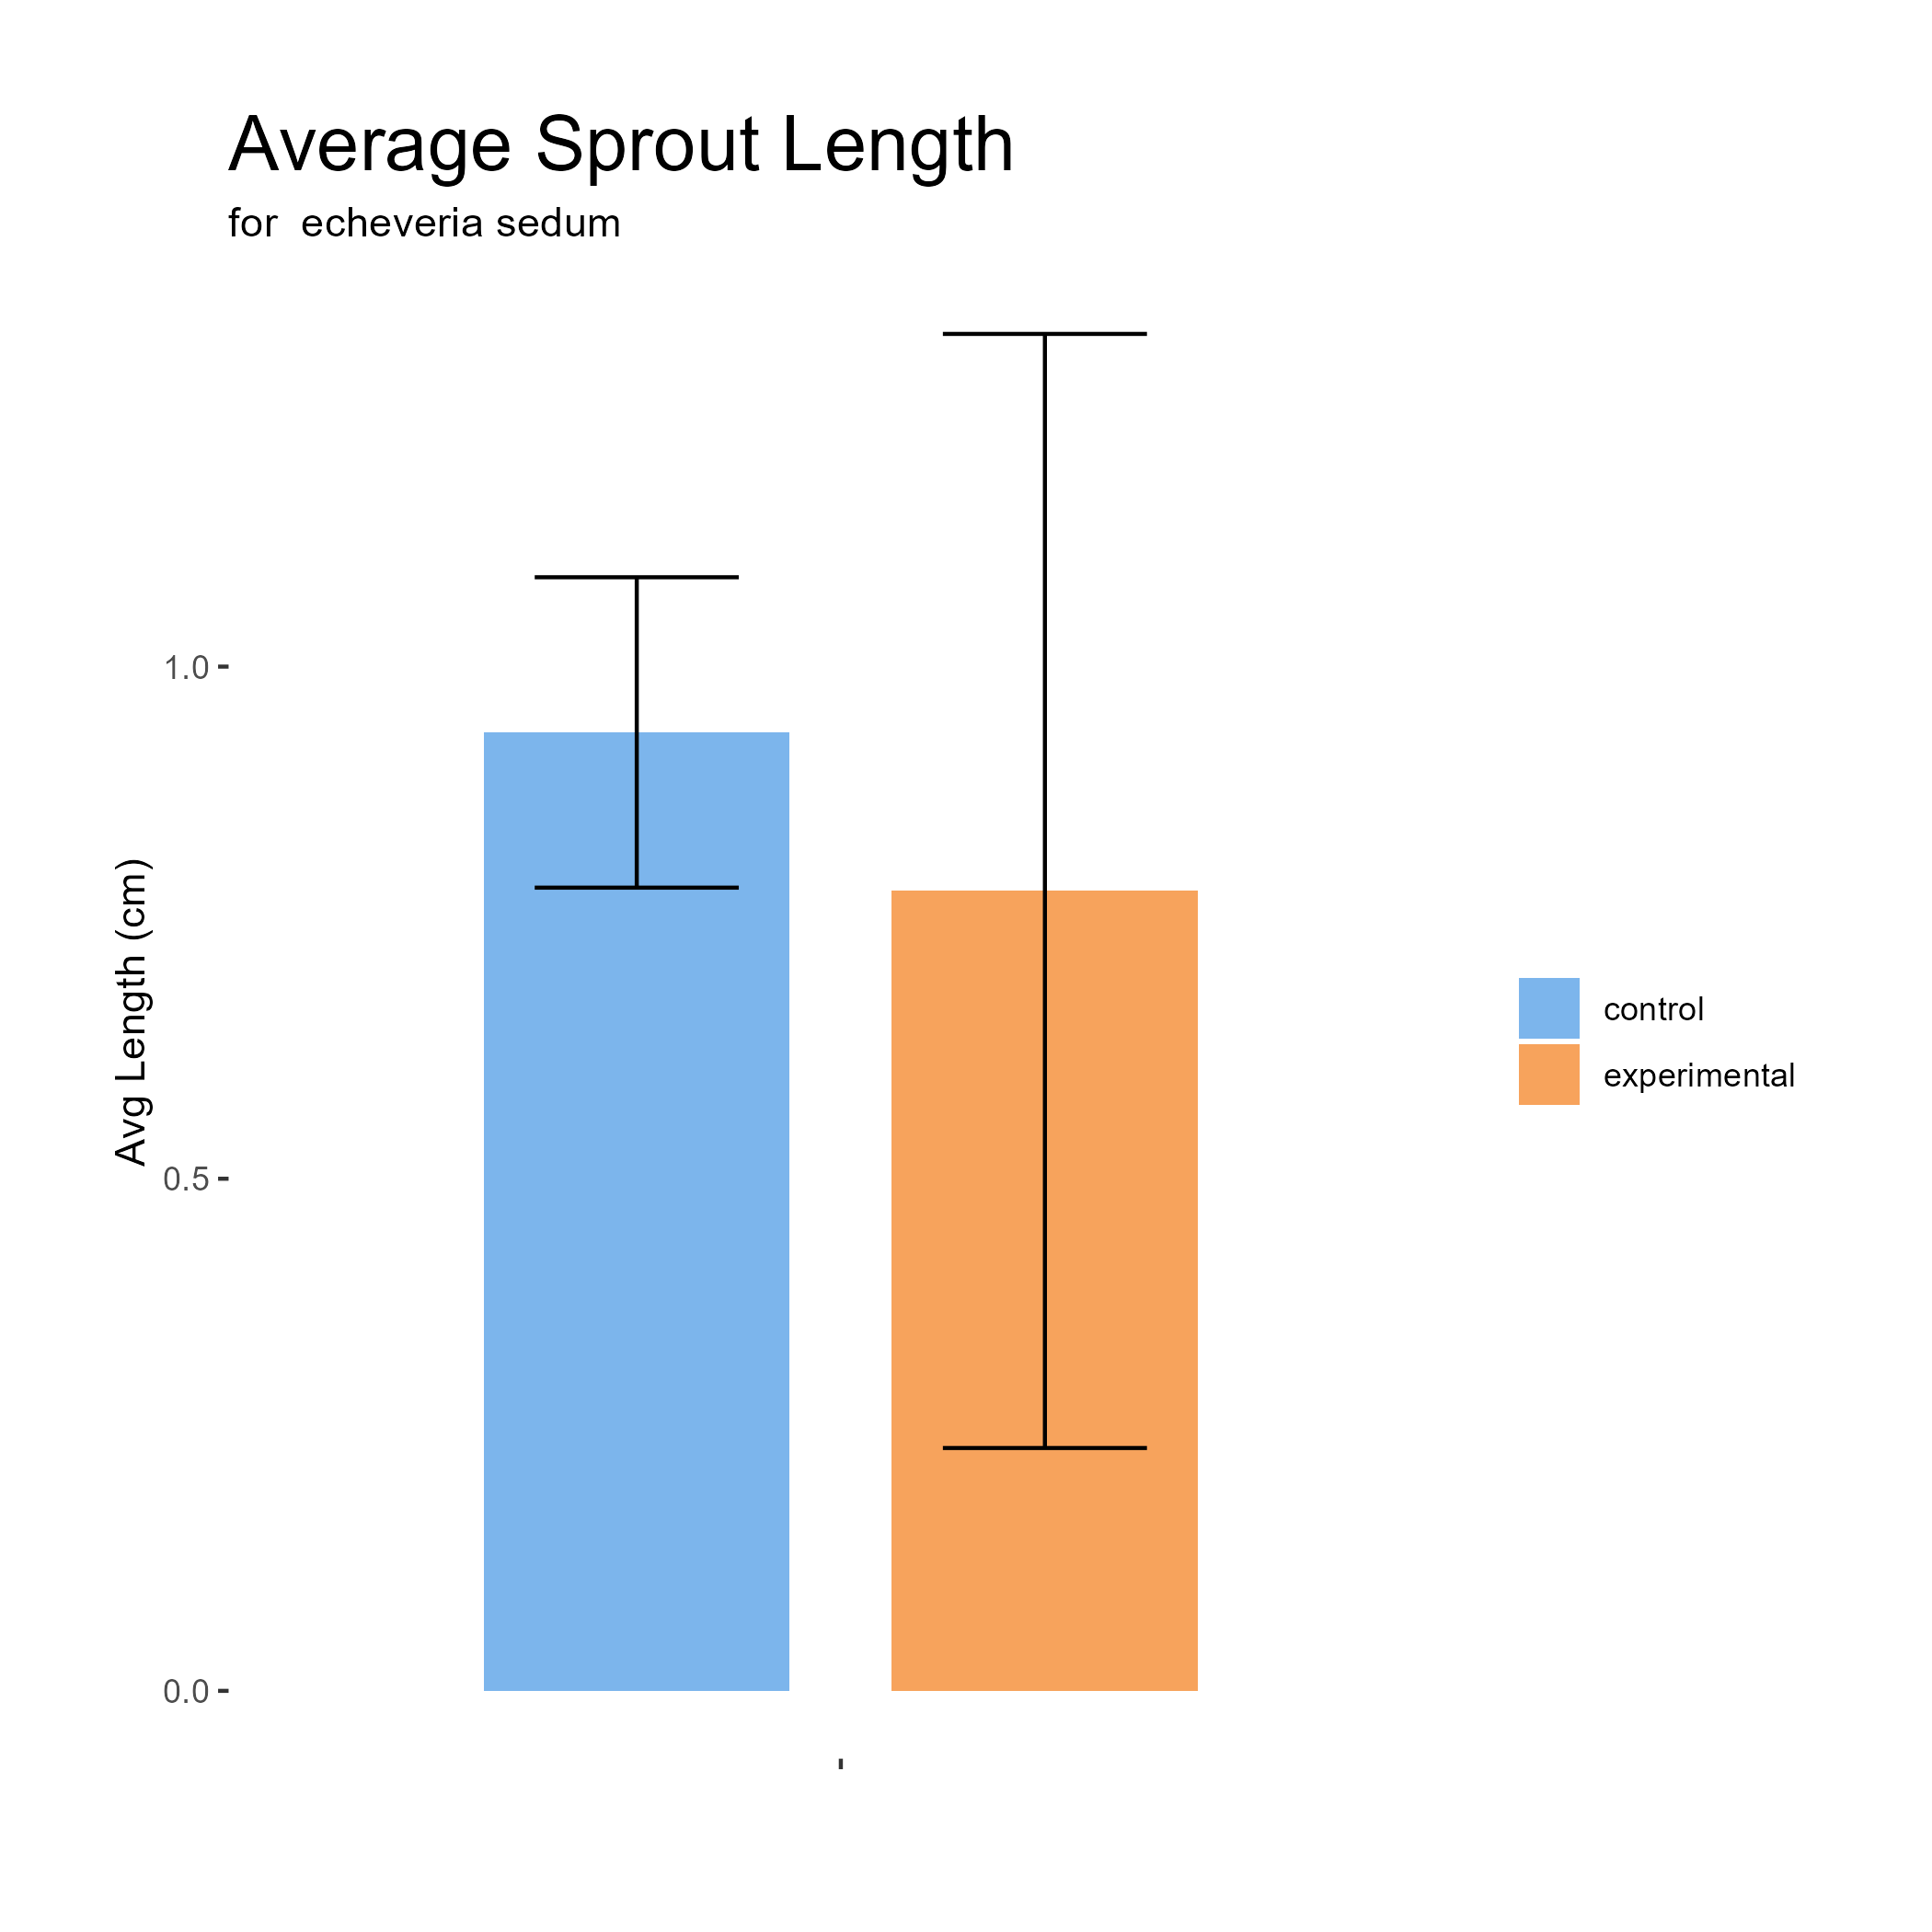 Average Sprout Length
for  echeveria sedum
Avg Length (cm)
1.0
0.5
0.0
control
experimental